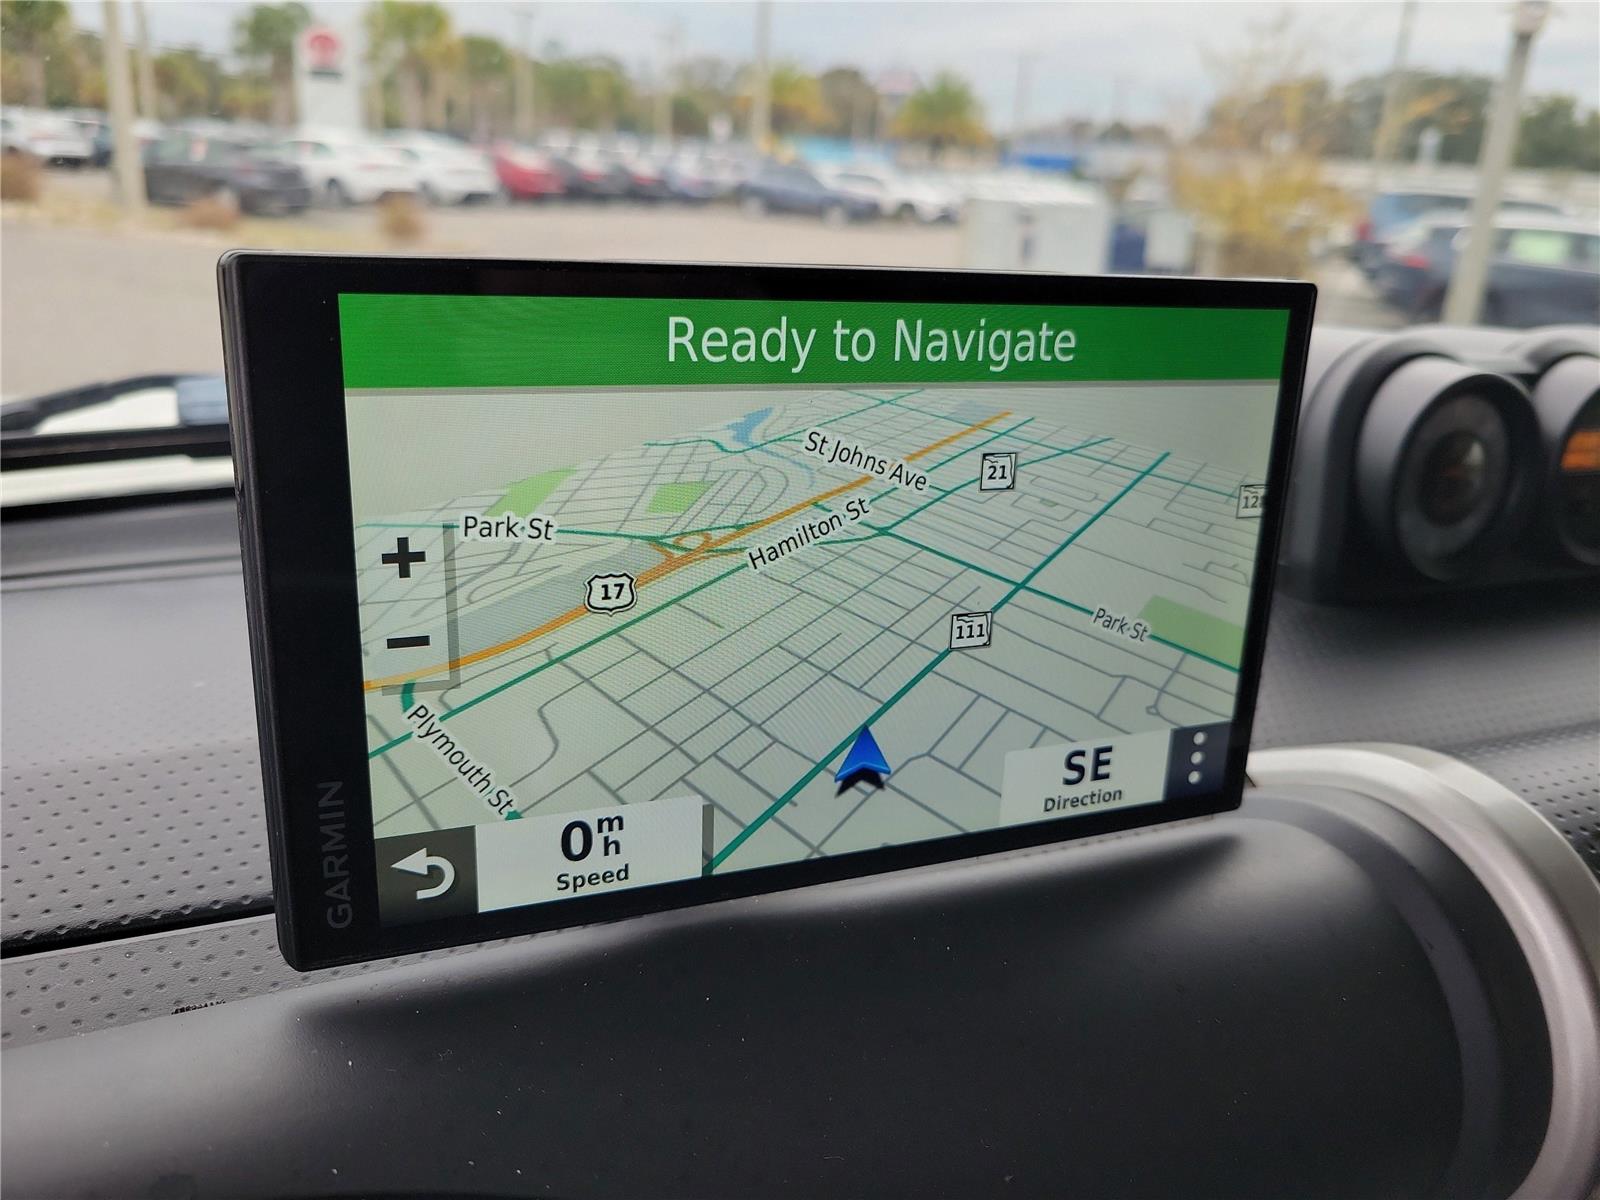 Ready to Navigate
St Johns Ave
21
Park St
Hamilton St
17
111
Park St
Plymouth St
SE
Direction
0 mh
Speed
GARMIN